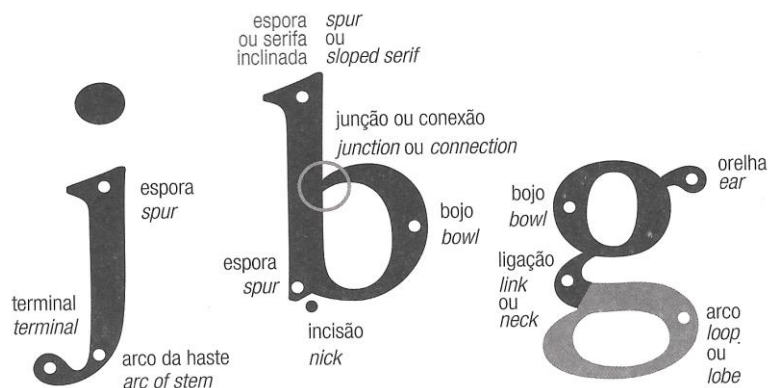 espora spur
ou serifa ou
inclinada sloped serif
j
espora
spur
terminal
terminal
arco da haste
arc of stem
b
junção ou conexão
junction ou connection
bojo
bowl
espora
spur
incisão
nick
g
orelha
ear
bojo
bowl
ligação
link
ou
neck
arco
loop
ou
lobe